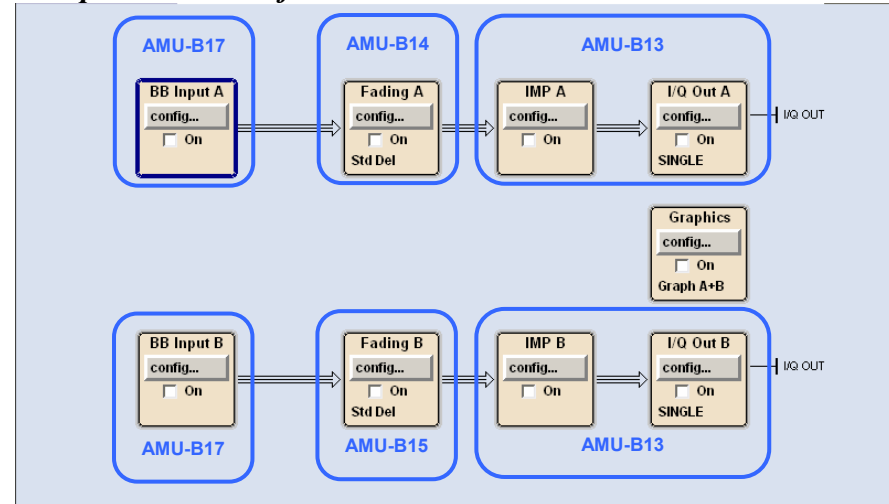 AMU-B17 AMU-B14 AMU-B13
BB Input A Fading A IMP A I/Q Out A
config... config... config... config... I/Q OUT
On On On On
Std Del SINGLE
Graphics
config...
On
Graph A+B
BB Input B Fading B IMP B I/Q Out B
config... config... config... config... I/Q OUT
On On On On
Std Del SINGLE
AMU-B17 AMU-B15 AMU-B13